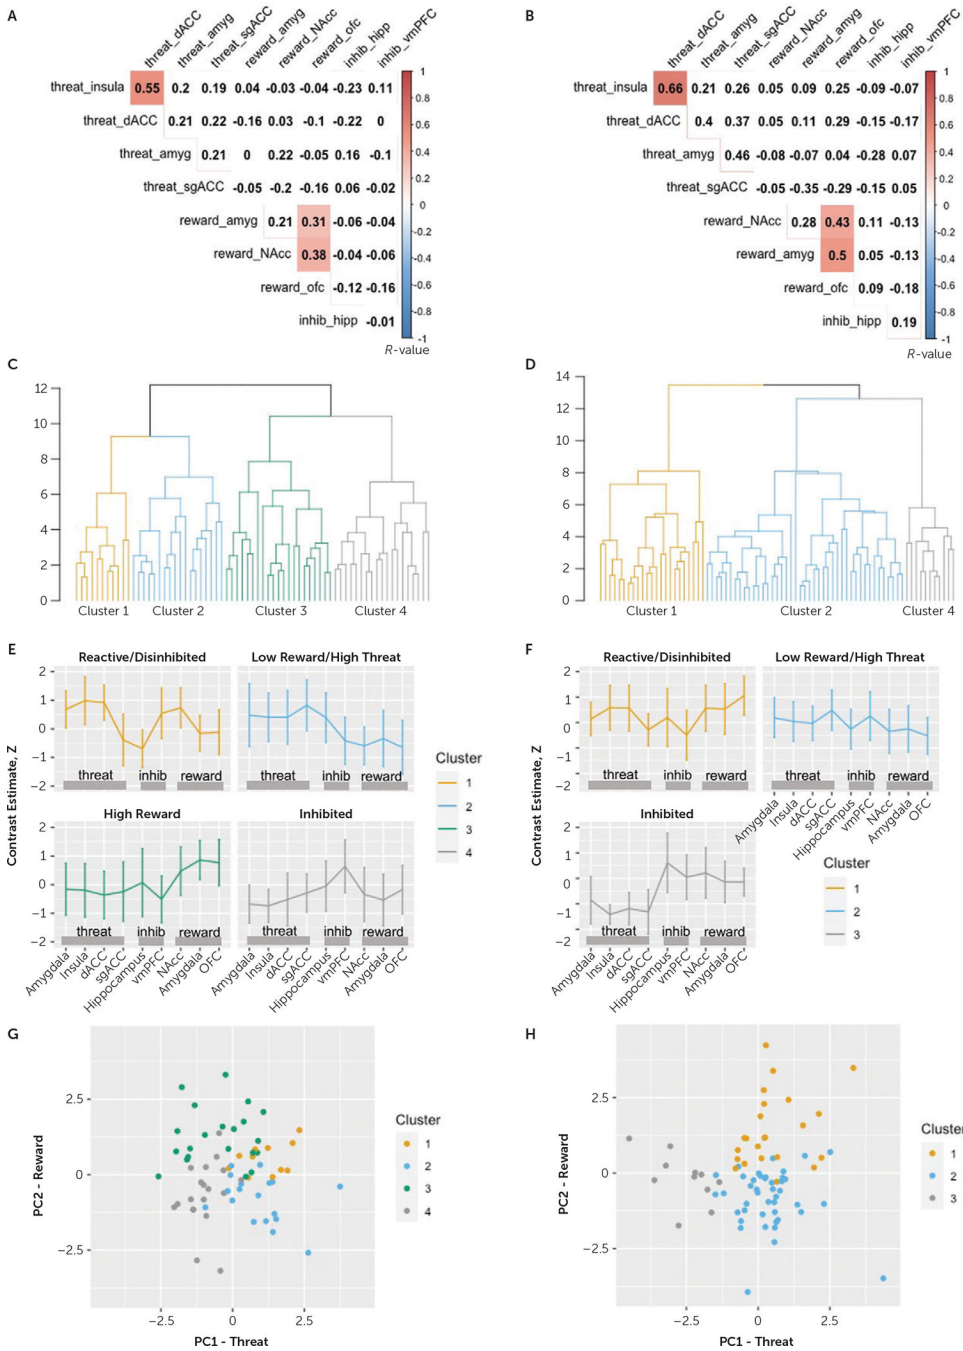 A
threat_dACC
threat_amyg
threat_sgACC
reward_amyg
reward_NAcc
reward_ofc
inhib_hipp
inhib_vmPFC
threat_insula 0.55 0.2 0.19 0.04 -0.03 -0.04 -0.23 0.11
threat_dACC 0.21 0.22 -0.16 0.03 -0.1 -0.22 0
threat_amyg 0.21 0 0.22 -0.05 0.16 -0.1
threat_sgACC -0.05 -0.2 -0.16 0.06 -0.02
reward_amyg 0.21 0.31 -0.06 -0.04
reward_NAcc 0.38 -0.04 -0.06
reward_ofc -0.12 -0.16
inhib_hipp -0.01
1
0.8
0.6
0.4
0.2
0
-0.2
-0.4
-0.6
-0.8
-1
R-value
B
threat_dACC
threat_amyg
threat_sgACC
reward_NAcc
reward_amyg
reward_ofc
inhib_hipp
inhib_vmPFC
threat_insula 0.66 0.21 0.26 0.05 0.09 0.25 -0.09 -0.07
threat_dACC 0.4 0.37 0.05 0.11 0.29 -0.15 -0.17
threat_amyg 0.46 -0.08 -0.07 0.04 -0.28 0.07
threat_sgACC -0.05 -0.35 -0.29 -0.15 0.05
reward_NAcc 0.28 0.43 0.11 -0.13
reward_amyg 0.5 0.05 -0.13
reward_ofc 0.09 -0.18
inhib_hipp 0.19
1
0.8
0.6
0.4
0.2
0
-0.2
-0.4
-0.6
-0.8
-1
R-value
C
12
10
8
6
4
2
0
Cluster 1 Cluster 2 Cluster 3 Cluster 4
D
14
12
10
8
6
4
2
0
Cluster 1 Cluster 2 Cluster 4
E
Reactive/Disinhibited Low Reward/High Threat
2
1
0
−1
−2
threat inhib reward
threat inhib reward
High Reward Inhibited
2
1
0
−1
−2
threat inhib reward
threat inhib reward
Contrast Estimate, Z
Amygdala
Insula
dACC
sgACC
Hippocampus
vmPFC
NAcc
Amygdala
OFC
Amygdala
Insula
dACC
sgACC
Hippocampus
vmPFC
NAcc
Amygdala
OFC
Cluster
1
2
3
4
F
Reactive/Disinhibited Low Reward/High Threat
2
1
0
−1
−2
threat inhib reward
threat inhib reward
Amygdala
Insula
dACC
sgACC
Hippocampus
vmPFC
NAcc
Amygdala
OFC
Inhibited
2
1
0
−1
−2
threat inhib reward
Contrast Estimate, Z
Amygdala
Insula
dACC
sgACC
Hippocampus
vmPFC
NAcc
Amygdala
OFC
Cluster
1
2
3
G
2.5
0
−2.5
PC2 - Reward
−2.5 0 2.5
PC1 - Threat
Cluster
1
2
3
4
H
2.5
0
−2.5
PC2 - Reward
−2.5 0 2.5
PC1 - Threat
Cluster
1
2
3